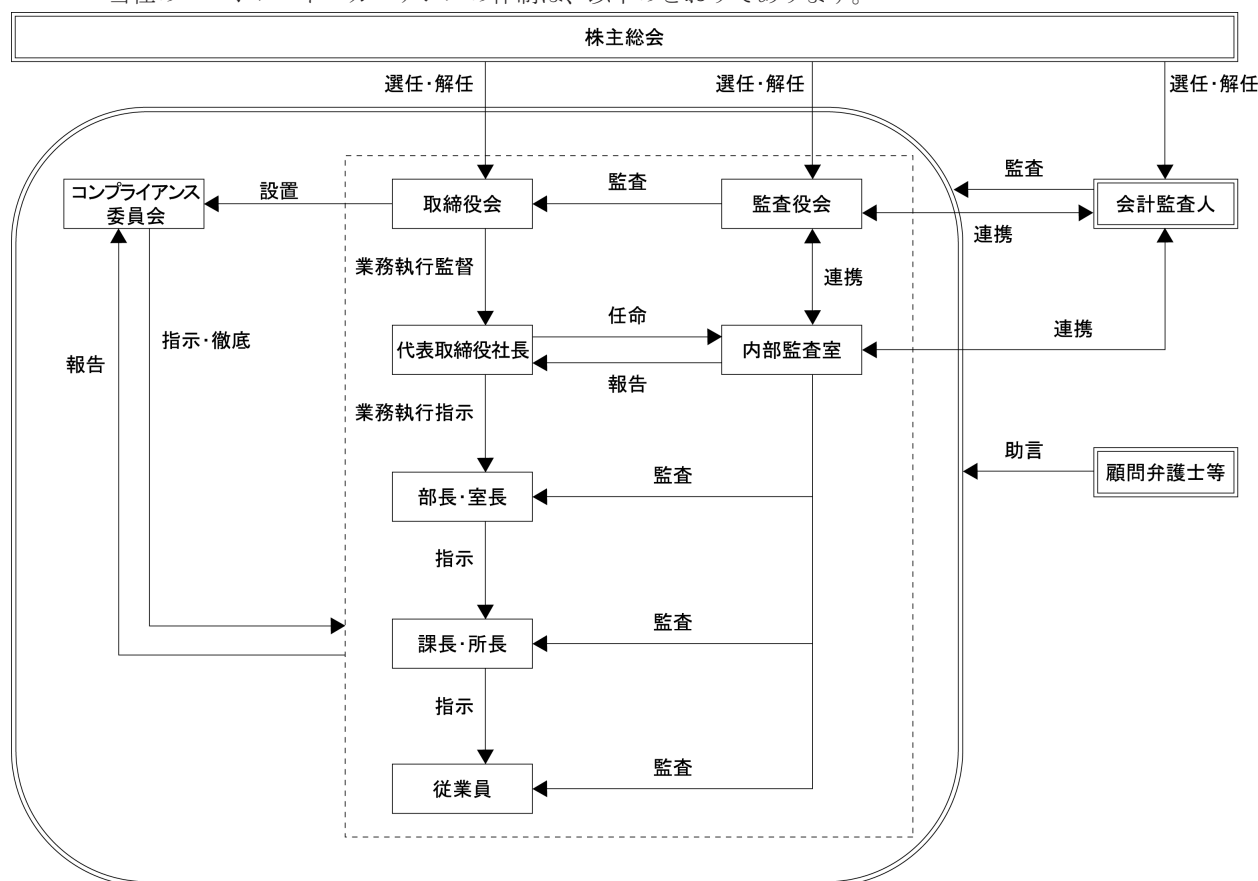 株主総会
選任・解任
選任・解任
選任・解任
コンプライアンス
委員会
設置
取締役会
監査
監査役会
監査
会計監査人
連携
業務執行監督
連携
指示・徹底
報告
代表取締役社長
任命
報告
内部監査室
連携
業務執行指示
部長・室長
監査
助言
顧問弁護士等
指示
課長・所長
監査
指示
従業員
監査